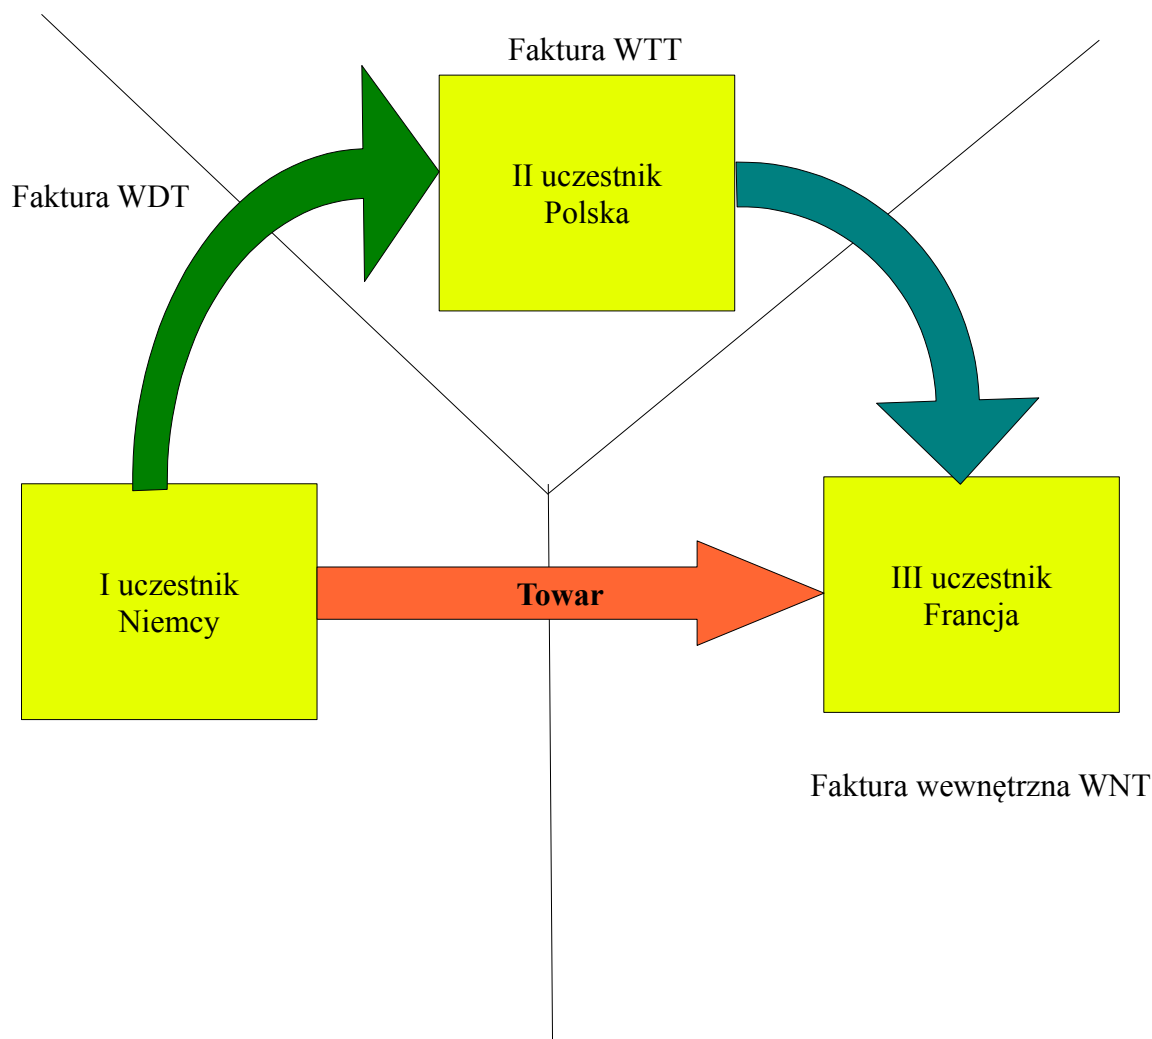 Faktura WTT
II uczestnik
Polska
Faktura WDT
I uczestnik
Niemcy
Towar
III uczestnik
Francja
Faktura wewnętrzna WNT